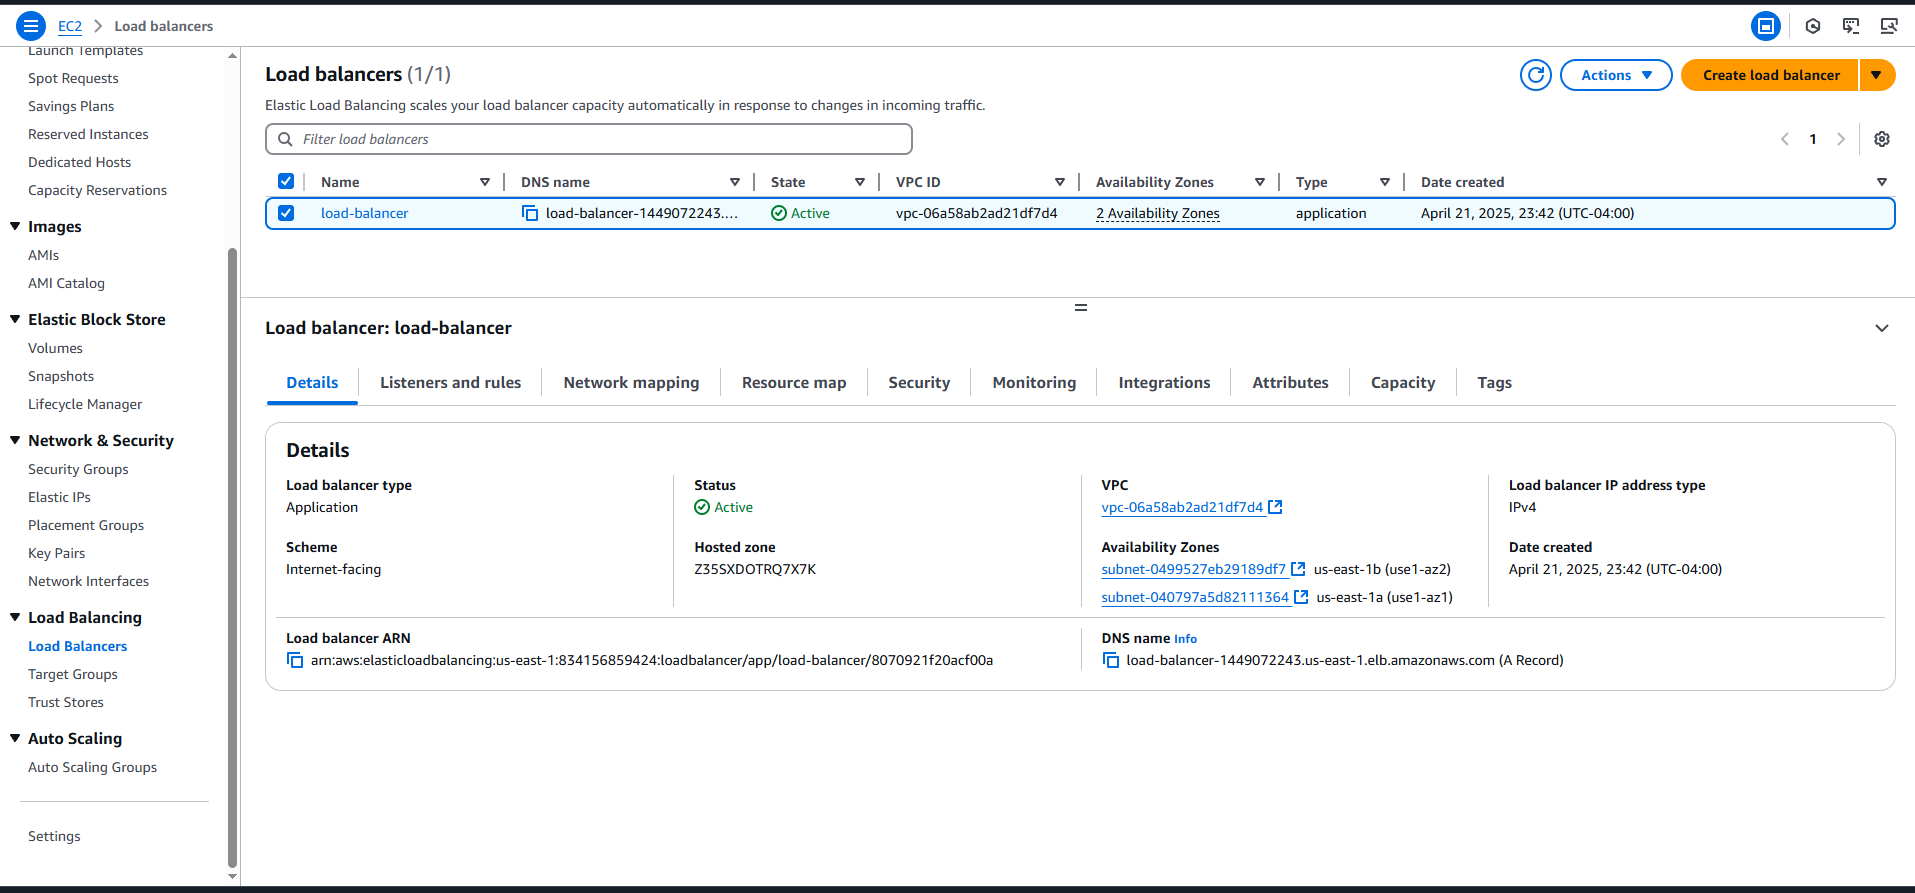 EC2 > Load balancers
Launch Templates
Spot Requests
Savings Plans
Reserved Instances
Dedicated Hosts
Capacity Reservations
Images
AMIs
AMI Catalog
Elastic Block Store
Volumes
Snapshots
Lifecycle Manager
Network & Security
Security Groups
Elastic IPs
Placement Groups
Key Pairs
Network Interfaces
Load Balancing
Load Balancers
Target Groups
Trust Stores
Auto Scaling
Auto Scaling Groups
Settings
Load balancers (1/1)
Actions
Create load balancer
Elastic Load Balancing scales your load balancer capacity automatically in response to changes in incoming traffic.
Filter load balancers
1
Name DNS name State VPC ID Availability Zones Type Date created
load-balancer load-balancer-1449072243.... Active vpc-06a58ab2ad21df7d4 2 Availability Zones application April 21, 2025, 23:42 (UTC-04:00)
Load balancer: load-balancer
Details Listeners and rules Network mapping Resource map Security Monitoring Integrations Attributes Capacity Tags
Details
Load balancer type
Application
Scheme
Internet-facing
Status
Active
Hosted zone
Z35SXDOTRQ7X7K
VPC
vpc-06a58ab2ad21df7d4
Availability Zones
subnet-0499527eb29189df7 us-east-1b (use1-az2)
subnet-040797a5d82111364 us-east-1a (use1-az1)
Load balancer IP address type
IPv4
Date created
April 21, 2025, 23:42 (UTC-04:00)
Load balancer ARN
arn:aws:elasticloadbalancing:us-east-1:834156859424:loadbalancer/app/load-balancer/8070921f20acf00a
DNS name Info
load-balancer-1449072243.us-east-1.elb.amazonaws.com (A Record)